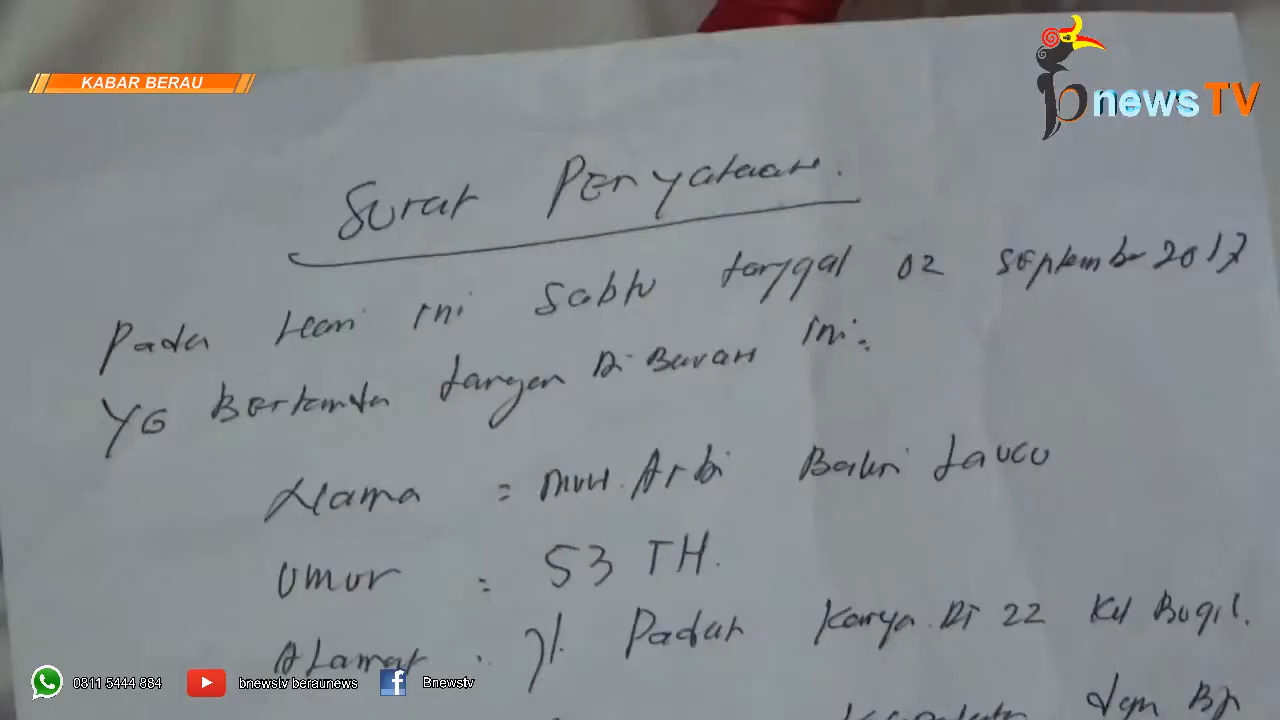 KABAR BERAU
bnews TV
Surat Pernyataan.
Pada Hari ini Sabtu tanggal 02 September 2017
YG Bertanda tangan Di Bawah ini:
Nama : Muh. Arbi Bakri
Umur : 53 TH.
Alamat : Jl. Padat Karya. RT 22 Kel
0811 5444 884 bnewstv beraunews Bnewstv